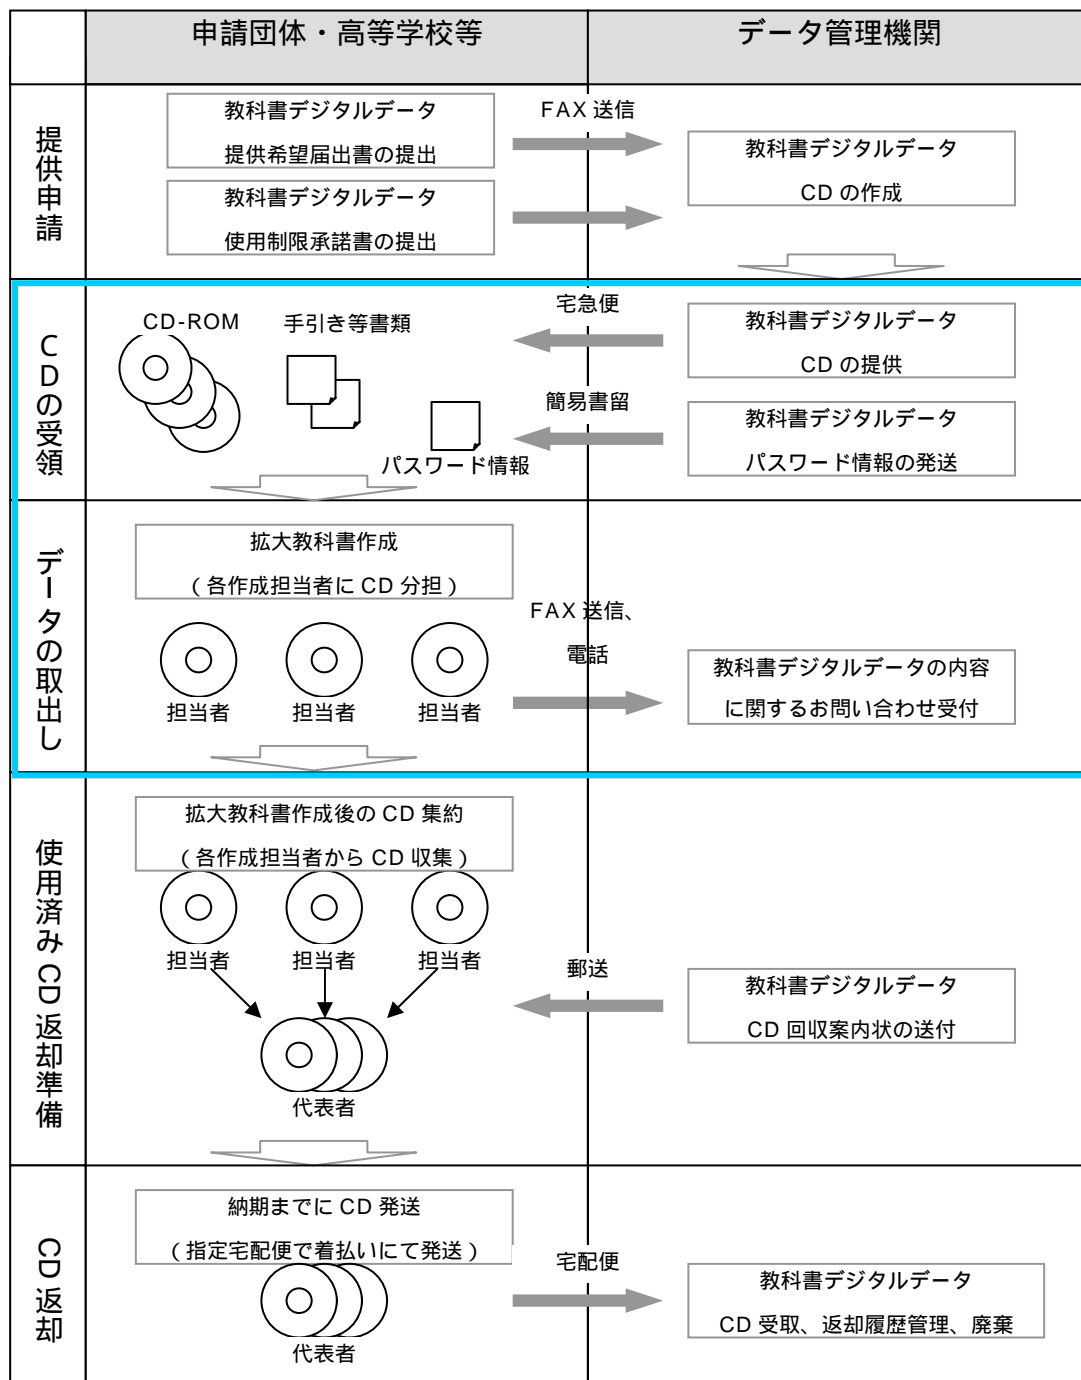 申請団体・高等学校等
データ管理機関
提供申請
教科書デジタルデータ
提供希望届出書の提出
教科書デジタルデータ
使用制限承諾書の提出
FAX 送信
教科書デジタルデータ
CD の作成
CDの受領
CD-ROM
手引き等書類
パスワード情報
宅急便
簡易書留
教科書デジタルデータ
CD の提供
教科書デジタルデータ
パスワード情報の発送
データの取出し
拡大教科書作成
（各作成担当者に CD 分担）
担当者
担当者
担当者
FAX 送信、
電話
教科書デジタルデータの内容
に関するお問い合わせ受付
使用済み CD 返却準備
拡大教科書作成後の CD 集約
（各作成担当者から CD 収集）
担当者
担当者
担当者
代表者
郵送
教科書デジタルデータ
CD 回収案内状の送付
CD 返却
納期までに CD 発送
（指定宅配便で着払いにて発送）
代表者
宅配便
教科書デジタルデータ
CD 受取、返却履歴管理、廃棄